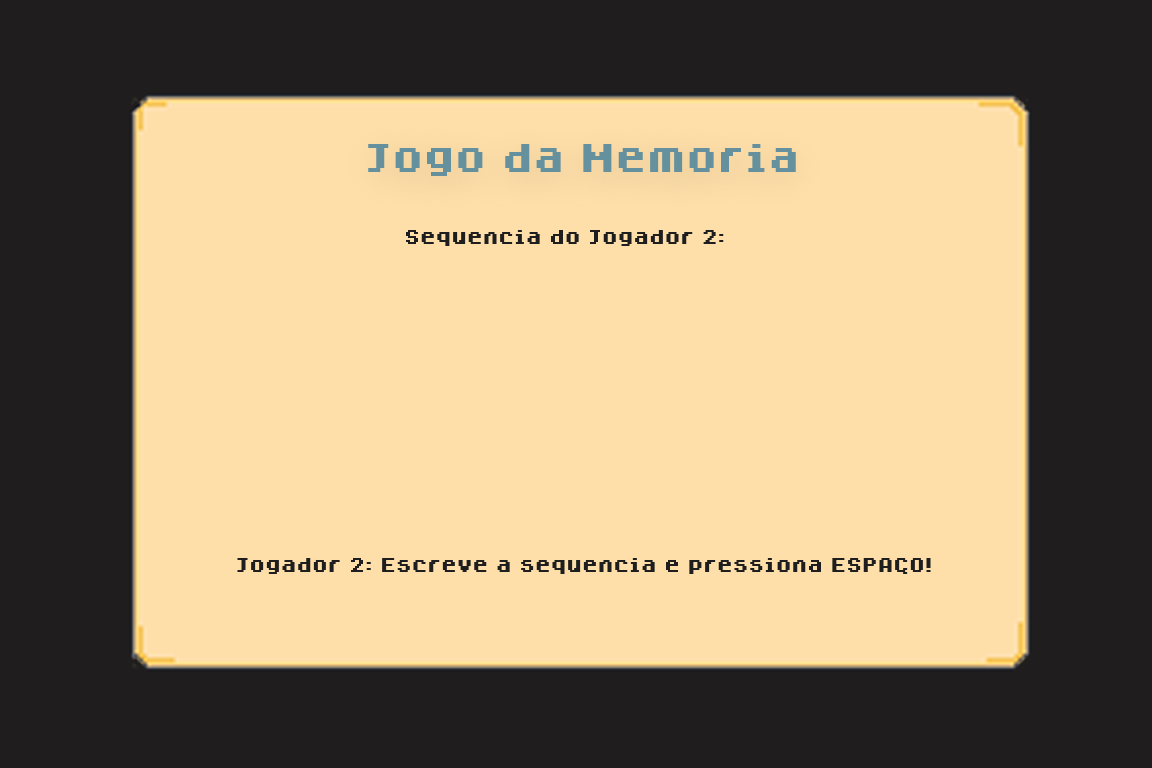 Jogo da Memoria
Sequencia do Jogador 2:
Jogador 2: Escreve a sequencia e pressiona ESPAÇO!